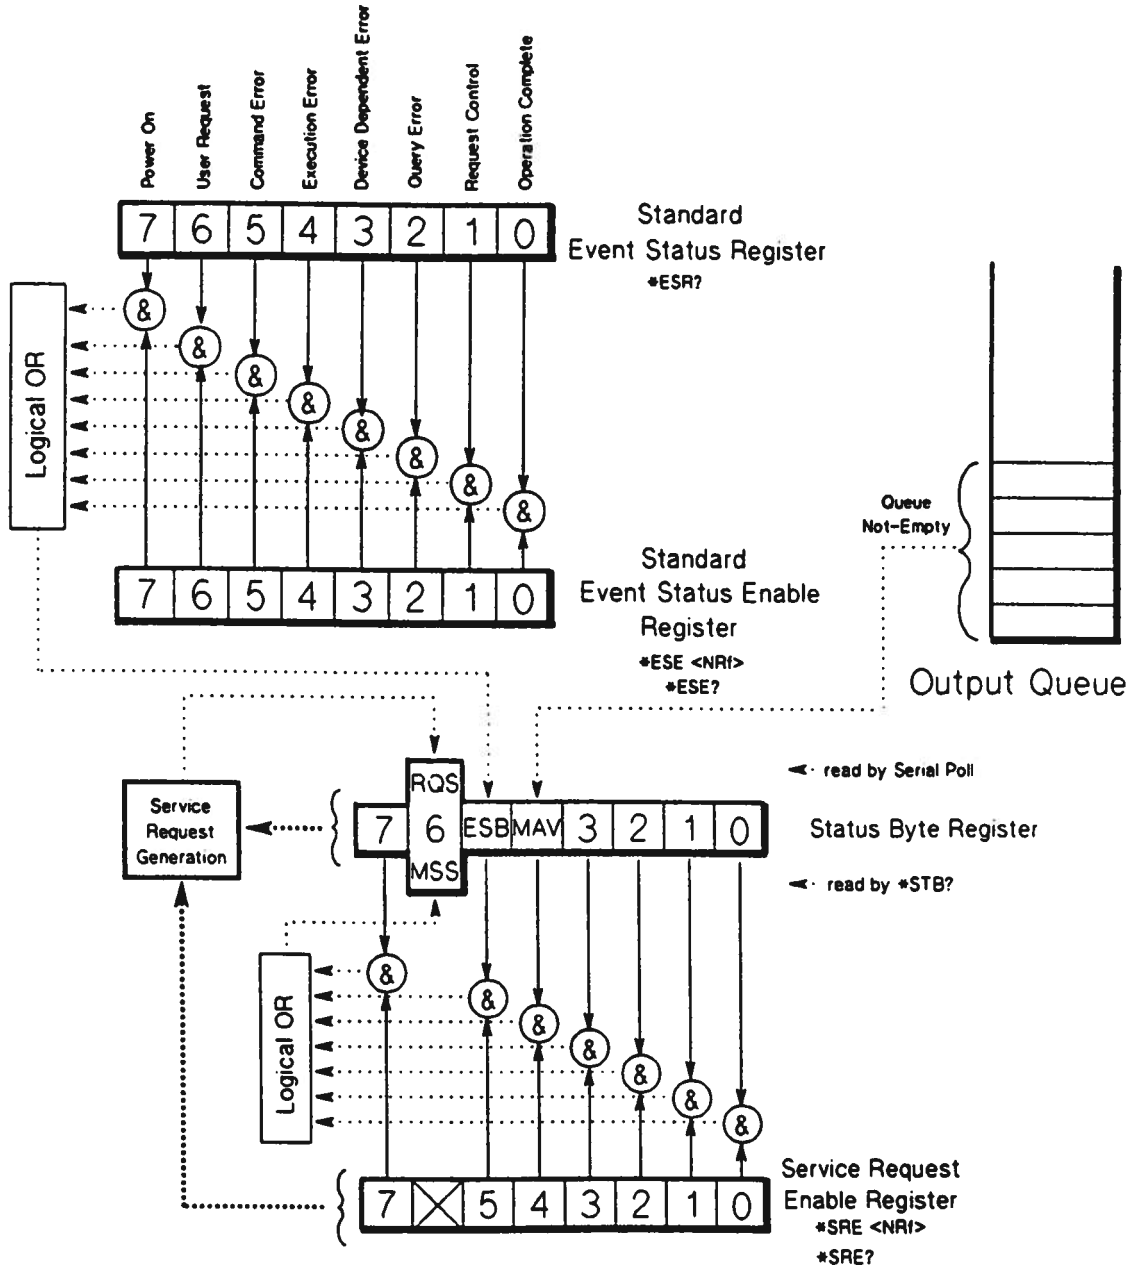 Power On
User Request
Command Error
Execution Error
Device Dependent Error
Query Error
Request Control
Operation Complete
7 6 5 4 3 2 1 0
Standard
Event Status Register
*ESR?
Logical OR
&
&
&
&
&
&
&
&
7 6 5 4 3 2 1 0
Standard
Event Status Enable
Register
*ESE <NRf>
*ESE?
Queue
Not-Empty
Output Queue
Service
Request
Generation
RQS
7 6 ESB MAV 3 2 1 0
MSS
read by Serial Poll
Status Byte Register
read by *STB?
Logical OR
&
&
&
&
&
&
&
7 5 4 3 2 1 0
Service Request
Enable Register
*SRE <NRf>
*SRE?